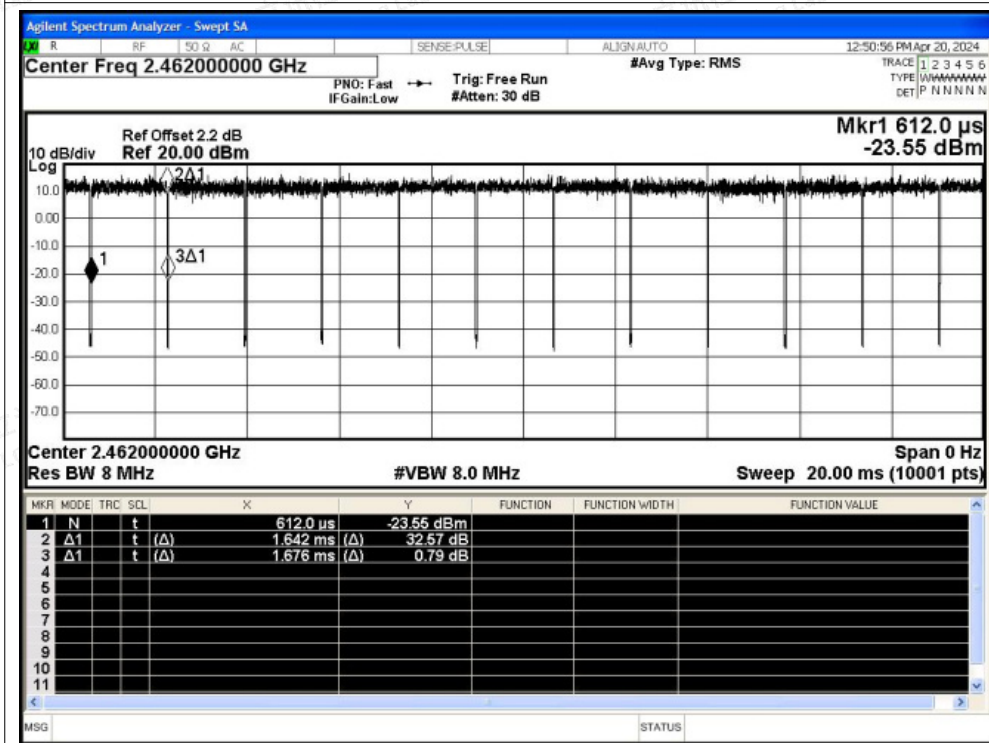 Agilent Spectrum Analyzer - Swept SA
R RF 50 Ω AC SENSE:PULSE ALIGN AUTO 12:50:56 PM Apr 20, 2024
Center Freq 2.462000000 GHz #Avg Type: RMS TRACE 1 2 3 4 5 6
PNO: Fast Trig: Free Run TYPE
IFGain:Low #Atten: 30 dB DET P N N N N N
Mkr1 612.0 µs
Ref Offset 2.2 dB
10 dB/div Ref 20.00 dBm -23.55 dBm
Log
2Δ1
10.0
0.00
-10.0
1 3Δ1
-20.0
-30.0
-40.0
-50.0
-60.0
-70.0
Center 2.462000000 GHz Span 0 Hz
Res BW 8 MHz #VBW 8.0 MHz Sweep 20.00 ms (10001 pts)
MKR MODE TRC SCL X Y FUNCTION FUNCTION WIDTH FUNCTION VALUE
1 N t 612.0 µs -23.55 dBm
2 Δ1 t (Δ) 1.642 ms (Δ) 32.57 dB
3 Δ1 t (Δ) 1.676 ms (Δ) 0.79 dB
4
5
6
7
8
9
10
11
MSG STATUS